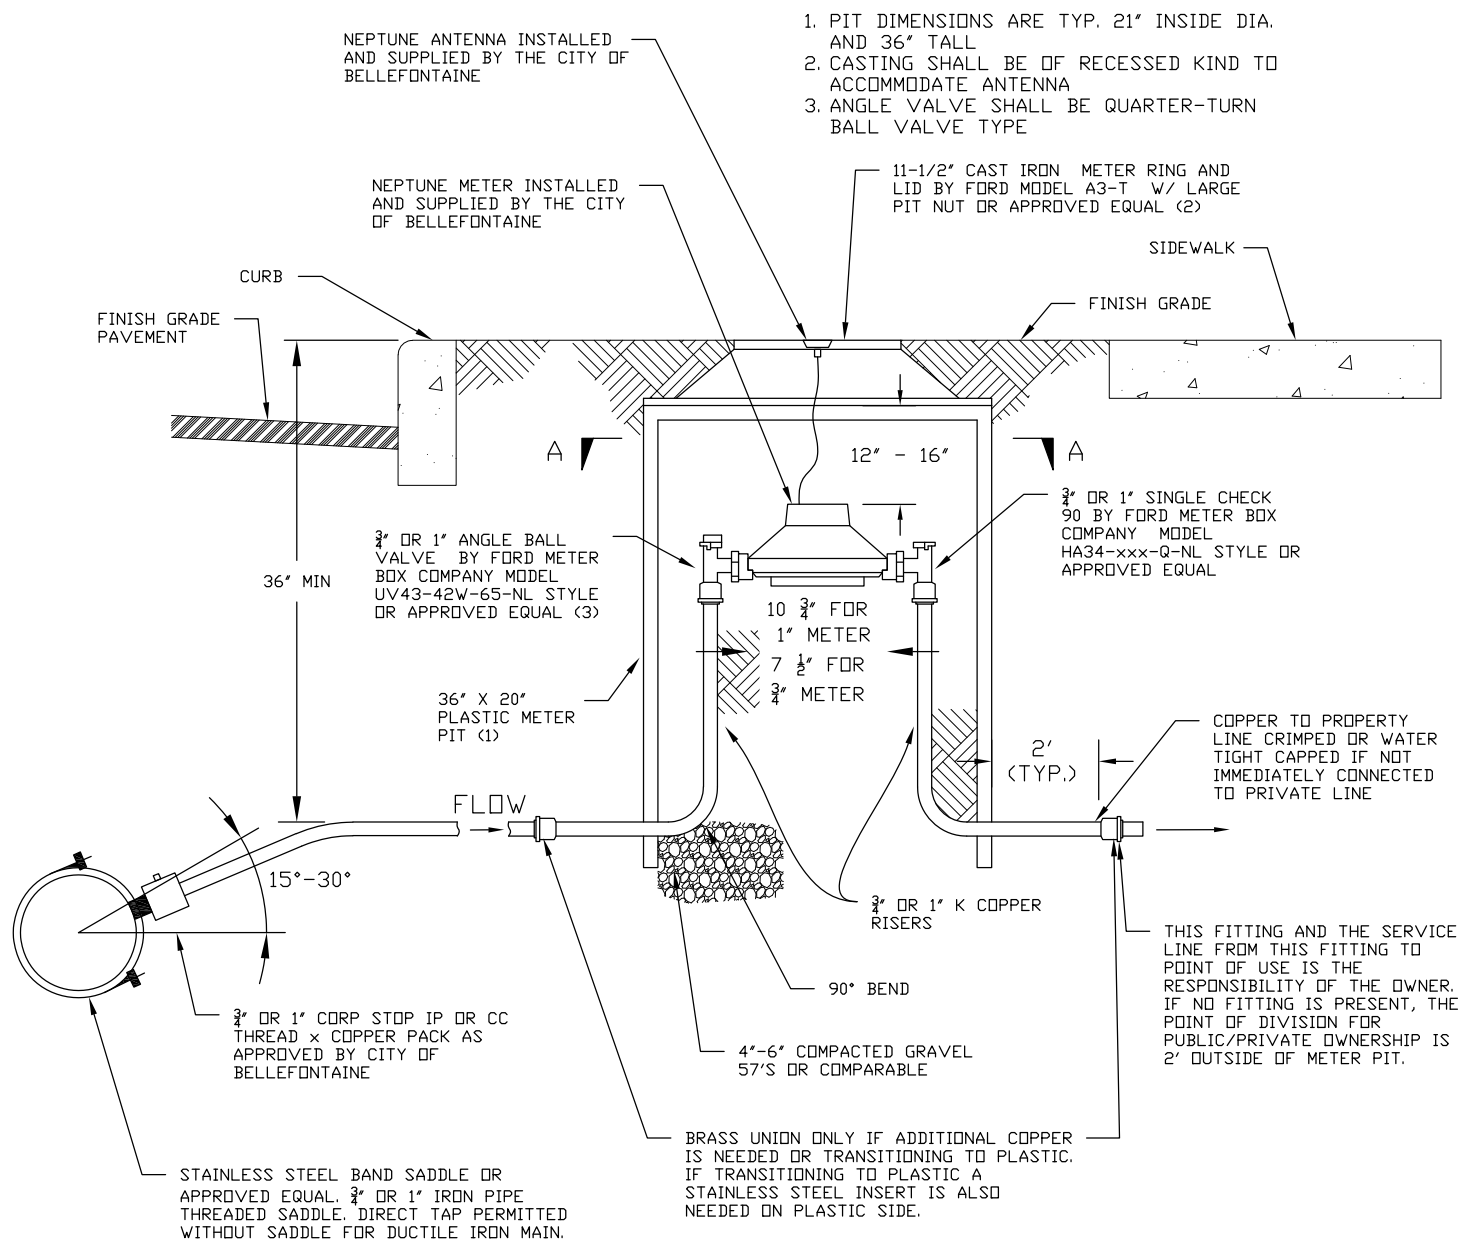 1. PIT DIMENSIONS ARE TYP. 21" INSIDE DIA.
AND 36" TALL
2. CASTING SHALL BE OF RECESSED KIND TO
ACCOMMODATE ANTENNA
3. ANGLE VALVE SHALL BE QUARTER-TURN
BALL VALVE TYPE
NEPTUNE ANTENNA INSTALLED
AND SUPPLIED BY THE CITY OF
BELLEFONTAINE
11-1/2" CAST IRON METER RING AND
LID BY FORD MODEL A3-T W/ LARGE
PIT NUT OR APPROVED EQUAL (2)
NEPTUNE METER INSTALLED
AND SUPPLIED BY THE CITY
OF BELLEFONTAINE
SIDEWALK
CURB
FINISH GRADE
FINISH GRADE
PAVEMENT
A
A
12" - 16"
3/4" OR 1" SINGLE CHECK
90 BY FORD METER BOX
COMPANY MODEL
HA34-xxx-Q-NL STYLE OR
APPROVED EQUAL
3/4" OR 1" ANGLE BALL
VALVE BY FORD METER
BOX COMPANY MODEL
UV43-42W-65-NL STYLE
OR APPROVED EQUAL (3)
36" MIN
10 3/4" FOR
1" METER
7 1/2" FOR
3/4" METER
36" X 20"
PLASTIC METER
PIT (1)
COPPER TO PROPERTY
LINE CRIMPED OR WATER
TIGHT CAPPED IF NOT
IMMEDIATELY CONNECTED
TO PRIVATE LINE
2'
(TYP.)
FLOW
15°-30°
3/4" OR 1" K COPPER
RISERS
THIS FITTING AND THE SERVICE
LINE FROM THIS FITTING TO
POINT OF USE IS THE
RESPONSIBILITY OF THE OWNER.
IF NO FITTING IS PRESENT, THE
POINT OF DIVISION FOR
PUBLIC/PRIVATE OWNERSHIP IS
2' OUTSIDE OF METER PIT.
90° BEND
3/4" OR 1" CORP STOP IP OR CC
THREAD x COPPER PACK AS
APPROVED BY CITY OF
BELLEFONTAINE
4"-6" COMPACTED GRAVEL
57'S OR COMPARABLE
BRASS UNION ONLY IF ADDITIONAL COPPER
IS NEEDED OR TRANSITIONING TO PLASTIC.
IF TRANSITIONING TO PLASTIC A
STAINLESS STEEL INSERT IS ALSO
NEEDED ON PLASTIC SIDE.
STAINLESS STEEL BAND SADDLE OR
APPROVED EQUAL. 3/4" OR 1" IRON PIPE
THREADED SADDLE. DIRECT TAP PERMITTED
WITHOUT SADDLE FOR DUCTILE IRON MAIN.